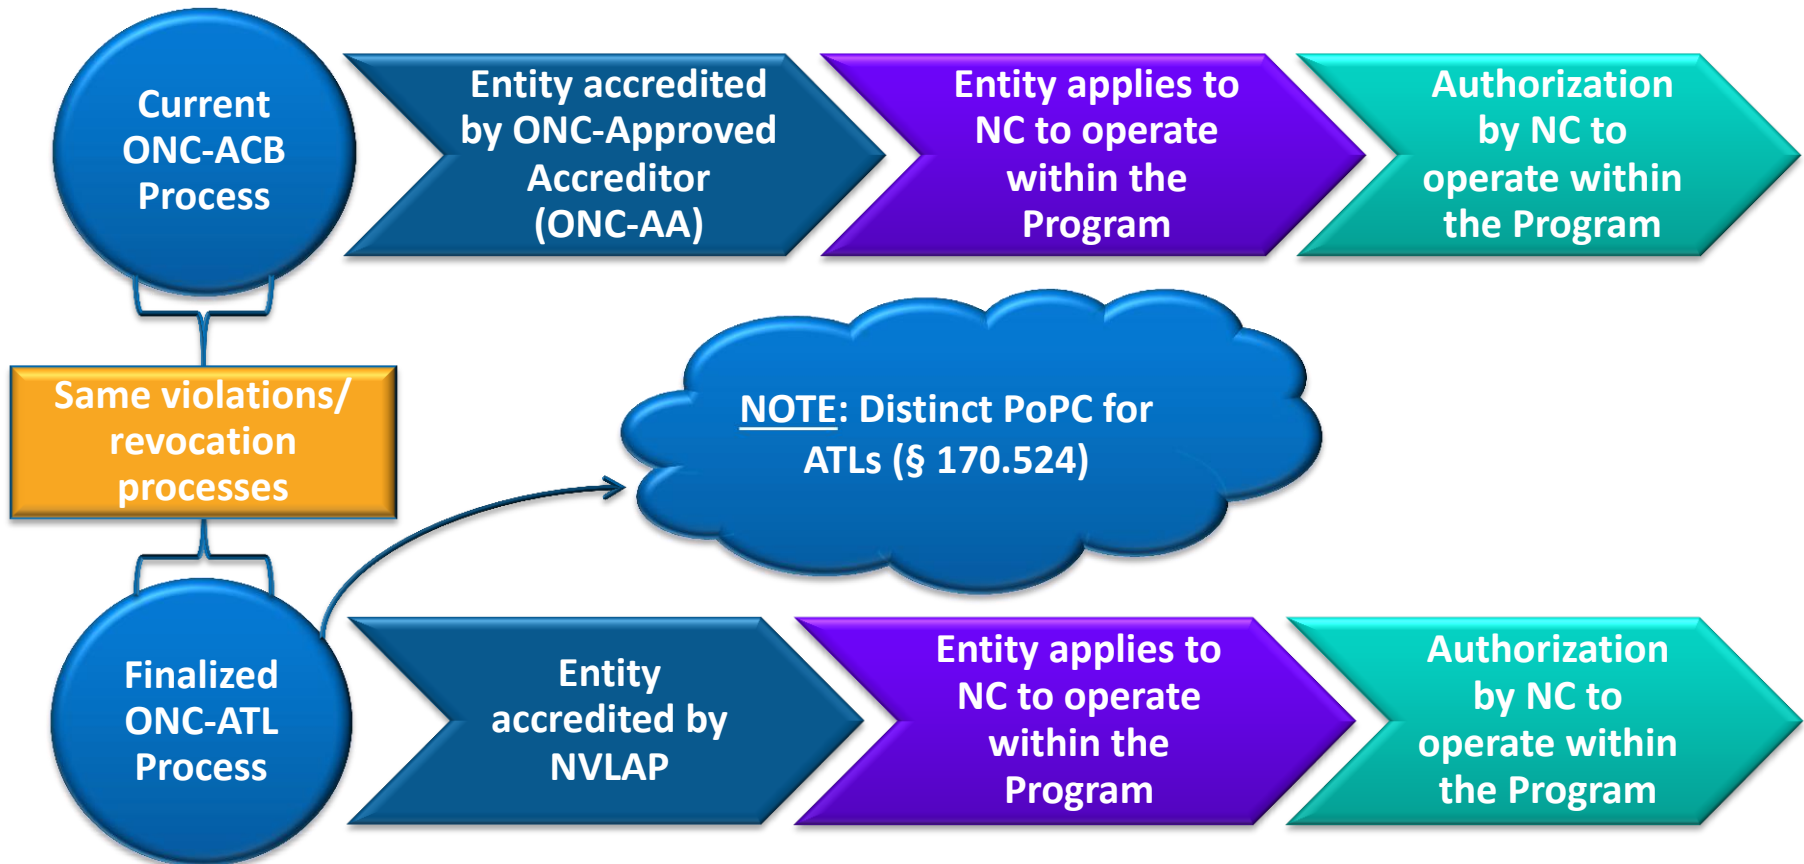 Current
ONC-ACB
Process
Entity accredited
by ONC-Approved
Accreditor
(ONC-AA)
Entity applies to
NC to operate
within the
Program
Authorization
by NC to
operate within
the Program
Same violations/
revocation
processes
NOTE: Distinct PoPC for
ATLs (§ 170.524)
Finalized
ONC-ATL
Process
Entity
accredited by
NVLAP
Entity applies to
NC to operate
within the
Program
Authorization
by NC to
operate within
the Program